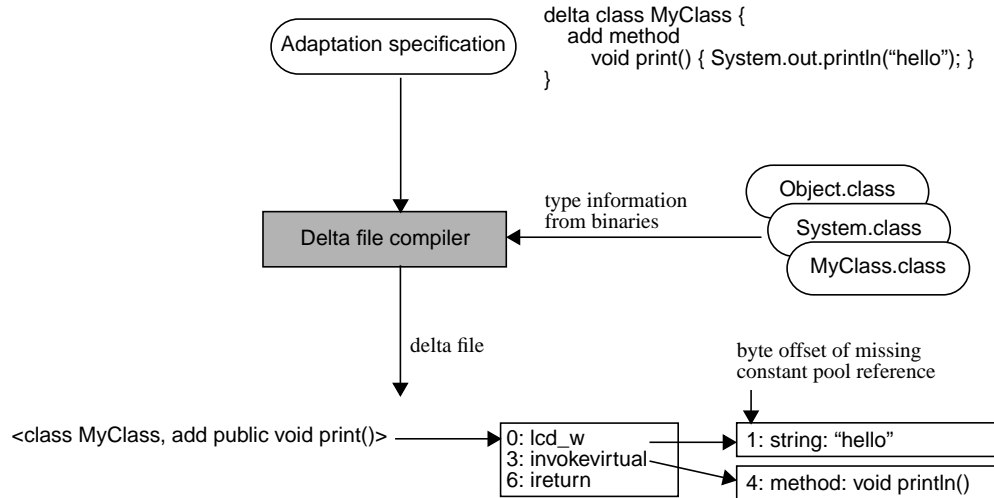 Adaptation specification
delta class MyClass {
add method
void print() { System.out.println(“hello”); }
}
Object.class
System.class
MyClass.class
type information
from binaries
Delta file compiler
delta file
byte offset of missing
constant pool reference
<class MyClass, add public void print()>
0: lcd_w
3: invokevirtual
6: ireturn
1: string: “hello”
4: method: void println()